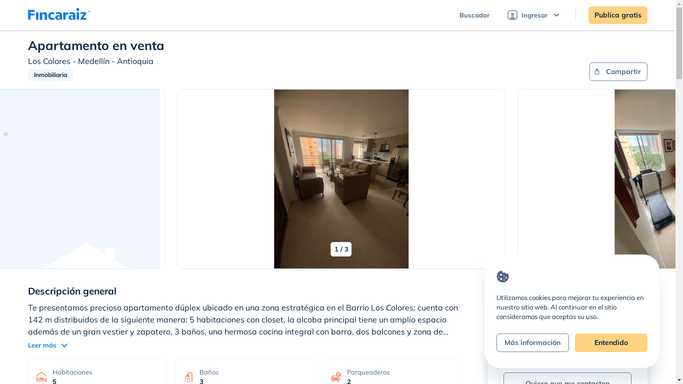 Fincaraiz
Buscador
Ingresar
Publica gratis
Apartamento en venta
Los Colores - Medellín - Antioquia
Inmobiliaria
Compartir
1 / 3
Descripción general
Te presentamos precioso apartamento dúplex ubicado en una zona estratégica en el Barrio Los Colores; cuenta con
142 m distribuidos de la siguiente manera: 5 habitaciones con closet, la alcoba principal tiene un amplio espacio
además de un gran vestier y zapatera, 3 baños, una hermosa cocina integral con barra, dos balcones y zona de...
Leer más
Habitaciones
5
Baños
3
Parqueaderos
2
Utilizamos cookies para mejorar tu experiencia en
nuestro sitio web. Al continuar en el sitio
consideramos que aceptas su uso.
Más información
Entendido
Quiero que me contacten